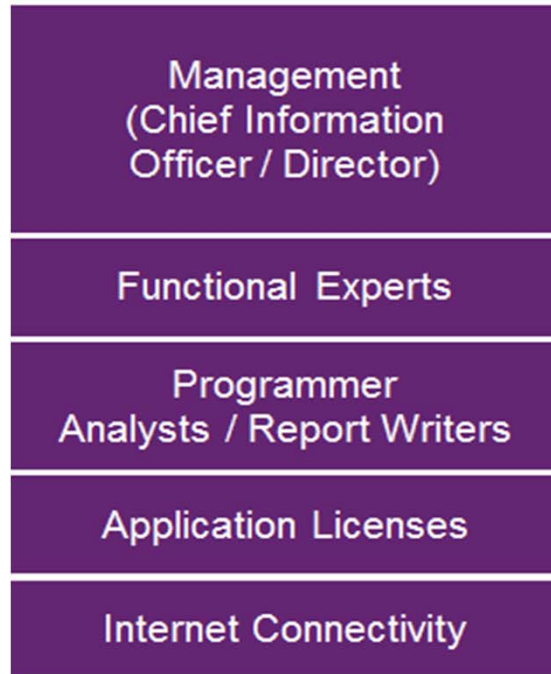 Management
(Chief Information
Officer / Director)
Functional Experts
Programmer
Analysts / Report Writers
Application Licenses
Internet Connectivity